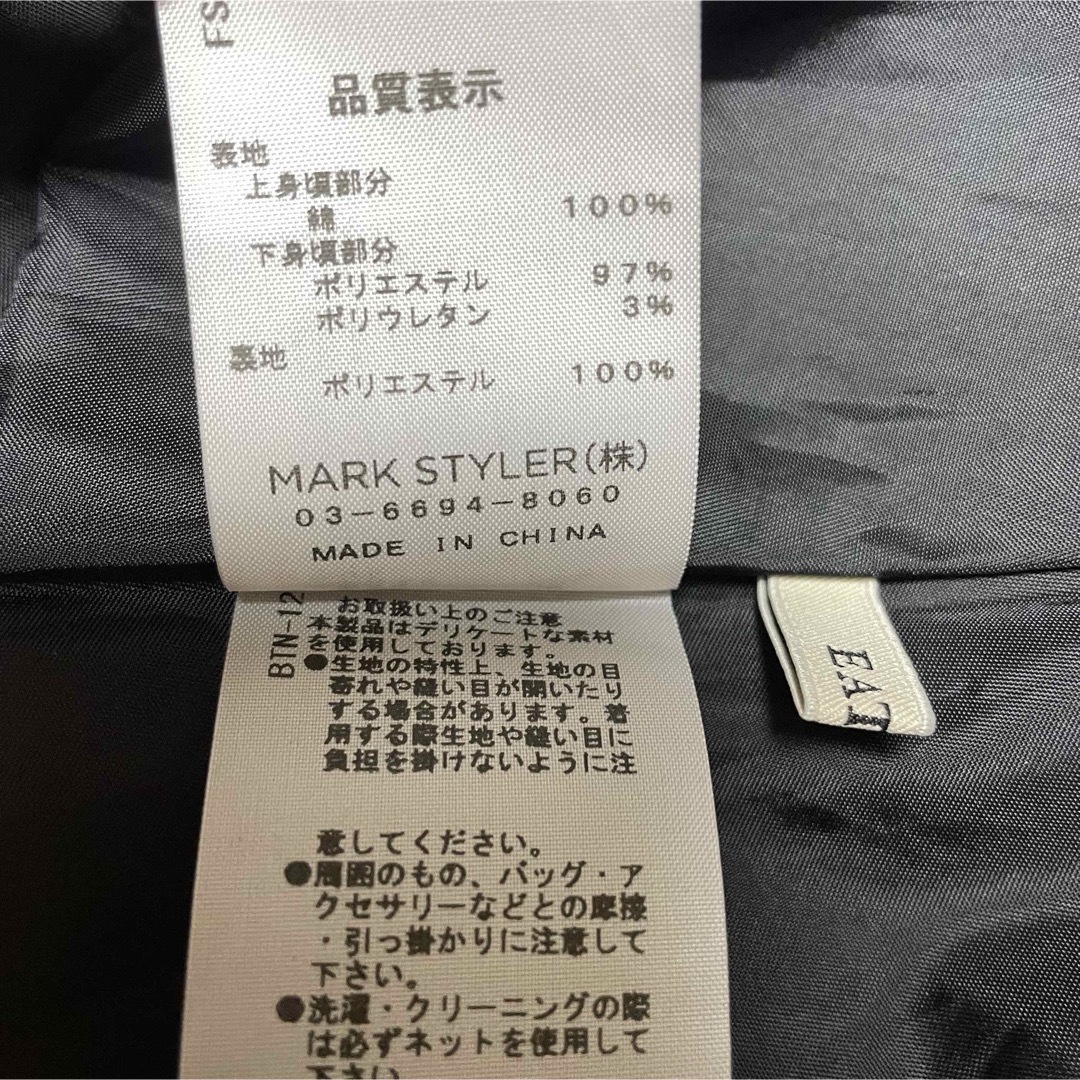 FS
品質表示
表地
上身頃部分
綿 100%
下身頃部分
ポリエステル 97%
ポリウレタン 3%
裏地
ポリエステル 100%
MARK STYLER(株)
03-6694-8060
MADE IN CHINA
BTN-12
お取扱い上のご注意
本製品はデリケートな素材
を使用しております。
●生地の特性上、生地の目
寄れや縫い目が開いたり
する場合があります。着
用する際生地や縫い目に
負担を掛けないように注
意してください。
●周囲のもの、バッグ・ア
クセサリーなどとの摩擦
・引っ掛かりに注意して
下さい。
●洗濯・クリーニングの際
は必ずネットを使用して
下さい。
EAT